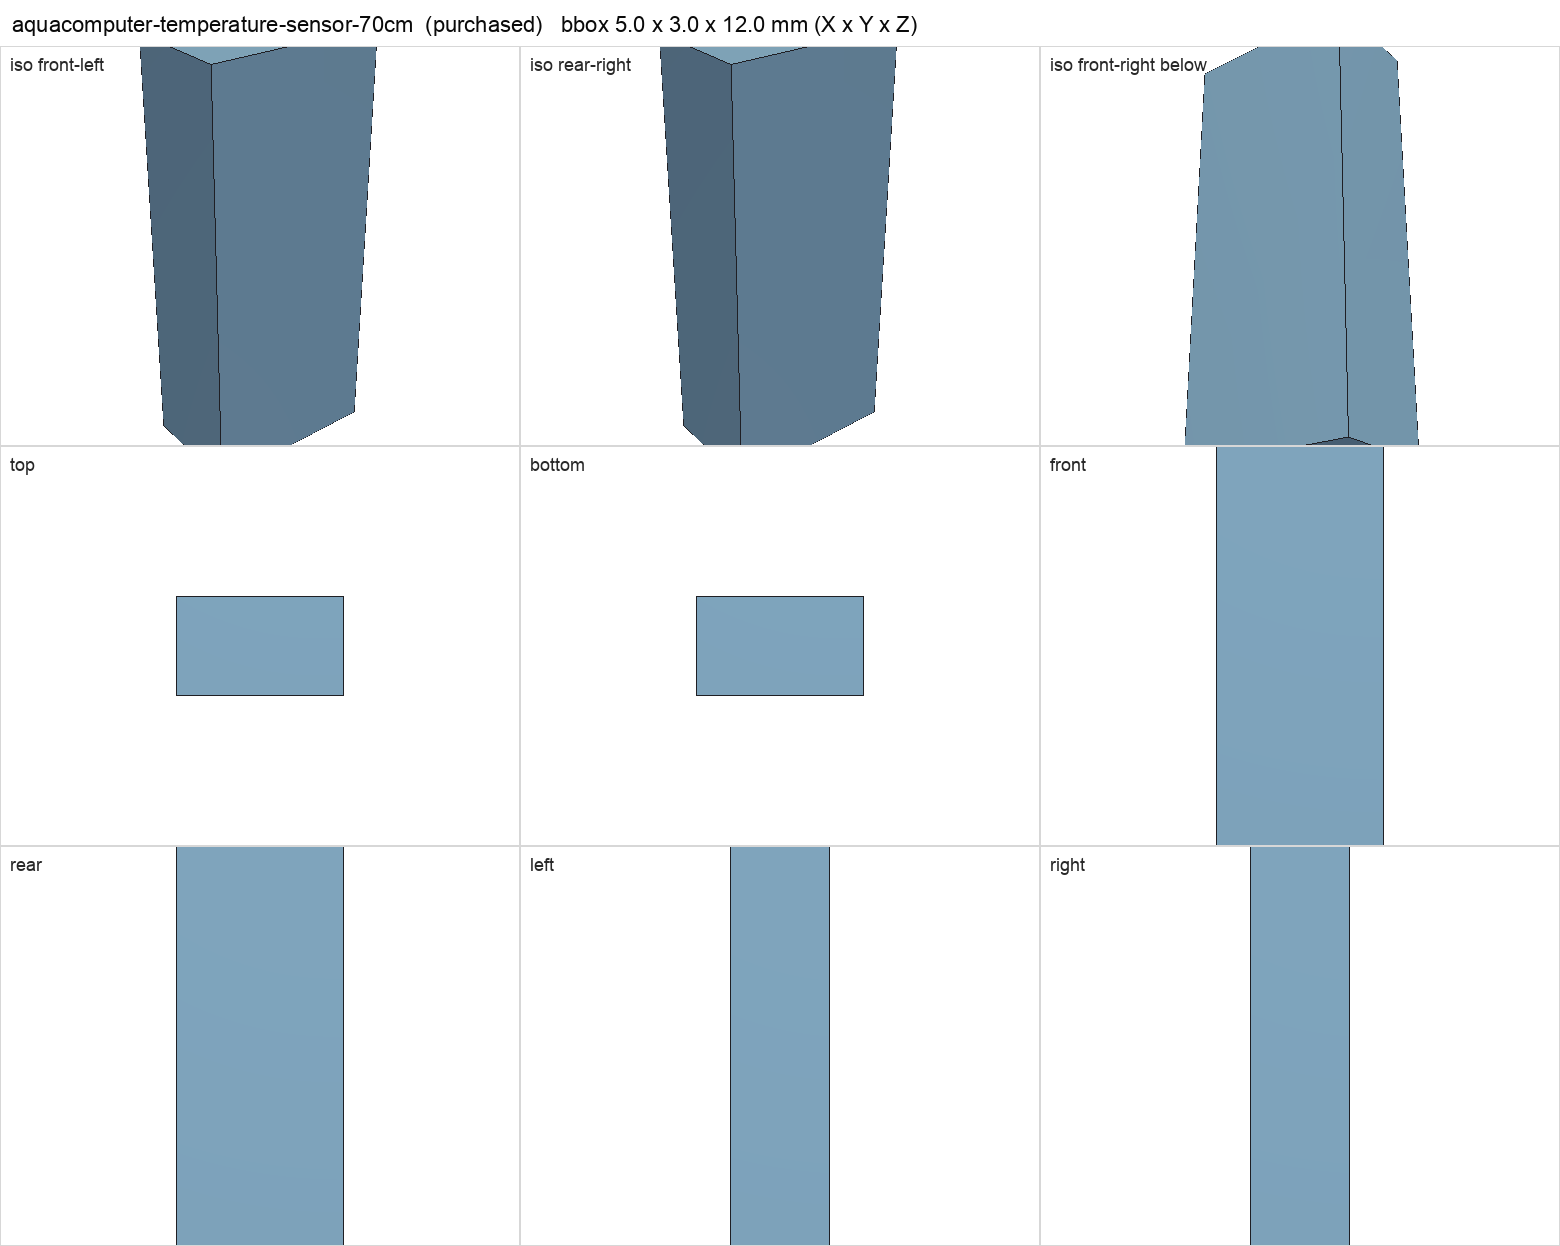 aquacomputer-temperature-sensor-70cm (purchased) bbox 5.0 x 3.0 x 12.0 mm (X x Y x Z)
iso front-left
iso rear-right
iso front-right below
top
bottom
front
rear
left
right